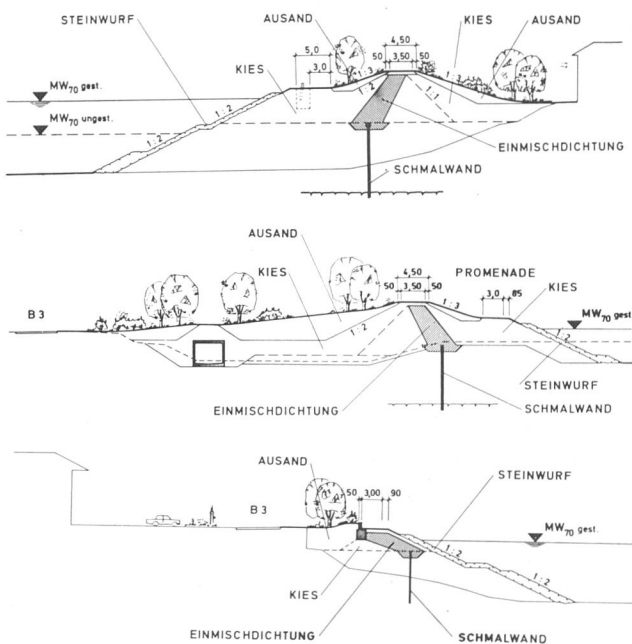 STEINWURF
4,50
KIES
AUSAND
AUSAND
5,0
50
3,50
50
KIES
3,0
1:3
1:3
MW70 gest.
1:2
1:2
1:1
MW70 ungest.
1:2
EINMISCHDICHTUNG
SCHMALWAND
AUSAND
4,50
PROMENADE
KIES
50
3,50
50
3,0
85
B 3
1:3
KIES
1:2
MW70 gest.
1:2
STEINWURF
EINMISCHDICHTUNG
SCHMALWAND
AUSAND
50
3,00
90
STEINWURF
B 3
MW70 gest.
1:2
KIES
1:2
EINMISCHDICHTUNG
SCHMALWAND